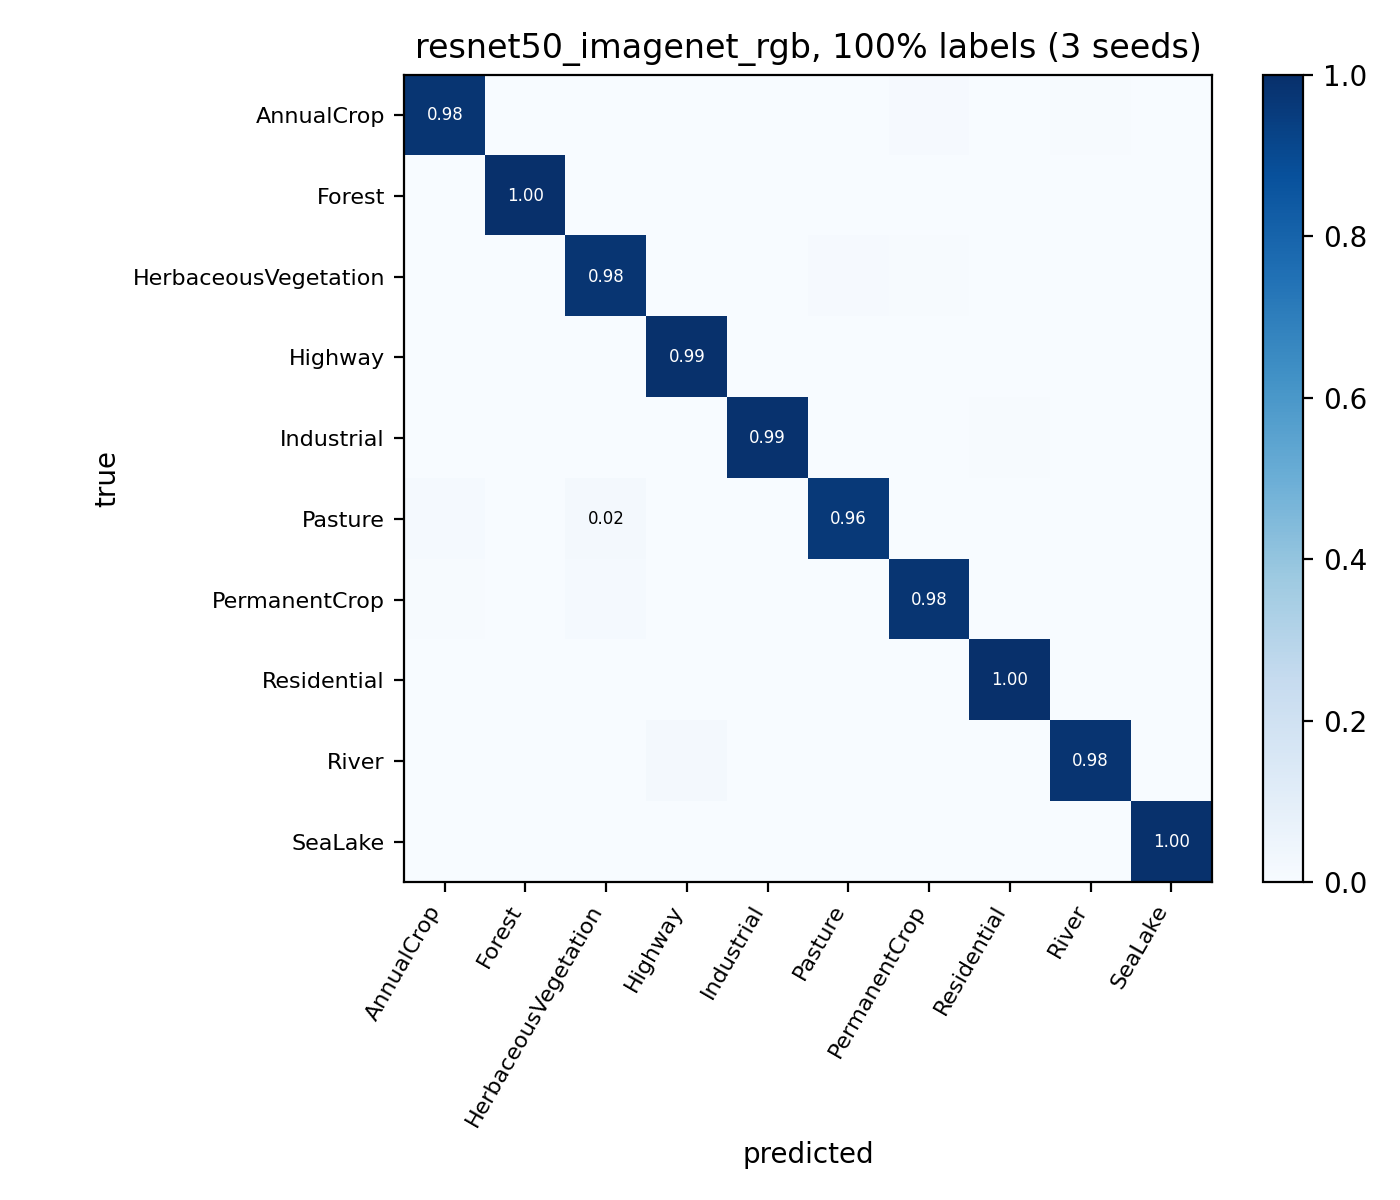 resnet50_imagenet_rgb, 100% labels (3 seeds)
true
AnnualCrop 0.98
Forest 1.00
HerbaceousVegetation 0.98
Highway 0.99
Industrial 0.99
Pasture 0.02 0.96
PermanentCrop 0.98
Residential 1.00
River 0.98
SeaLake 1.00
AnnualCrop
Forest
HerbaceousVegetation
Highway
Industrial
Pasture
PermanentCrop
Residential
River
SeaLake
predicted
1.0
0.8
0.6
0.4
0.2
0.0